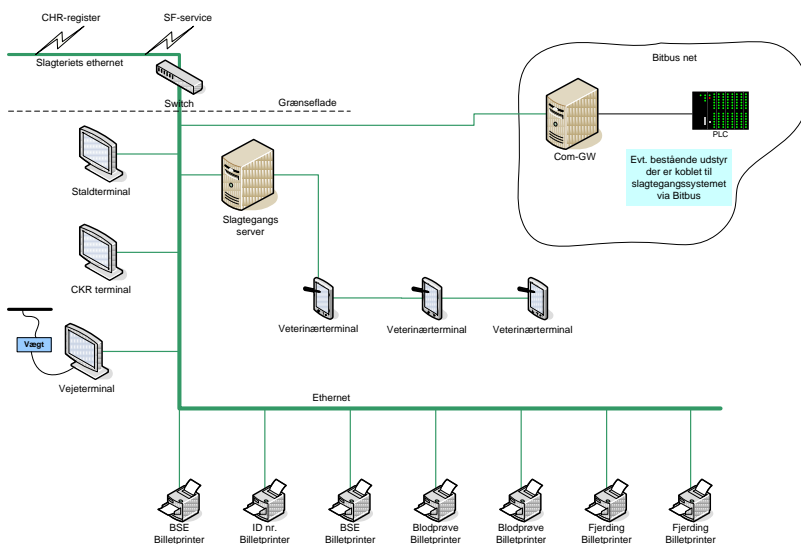 CHR-register
SF-service
Slagteriets ethernet
Switch
Grænseflade
Bitbus net
Com-GW
PLC
Evt. bestående udstyr
der er koblet til
slagtegangssystemet
via Bitbus
Staldterminal
Slagtegangs
server
CKR terminal
Veterinærterminal
Veterinærterminal
Veterinærterminal
Vægt
Vejeterminal
Ethernet
BSE
Billetprinter
ID nr.
Billetprinter
BSE
Billetprinter
Blodprøve
Billetprinter
Blodprøve
Billetprinter
Fjerding
Billetprinter
Fjerding
Billetprinter